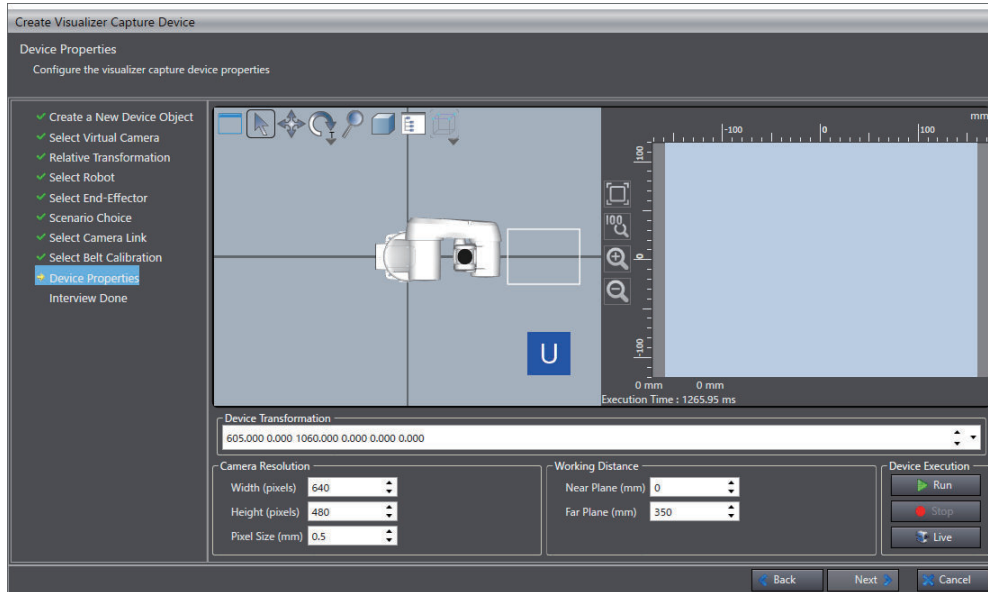 Create Visualizer Capture Device
Device Properties
Configure the visualizer capture device properties
Create a New Device Object
Select Virtual Camera
Relative Transformation
Select Robot
Select End-Effector
Scenario Choice
Select Camera Link
Select Belt Calibration
Device Properties
Interview Done
U
mm
-100 0 100
100
0
-100
100
0 mm 0 mm
Execution Time : 1265.95 ms
Device Transformation
605.000 0.000 1060.000 0.000 0.000 0.000
Camera Resolution
Width (pixels) 640
Height (pixels) 480
Pixel Size (mm) 0.5
Working Distance
Near Plane (mm) 0
Far Plane (mm) 350
Device Execution
Run
Stop
Live
Back Next Cancel